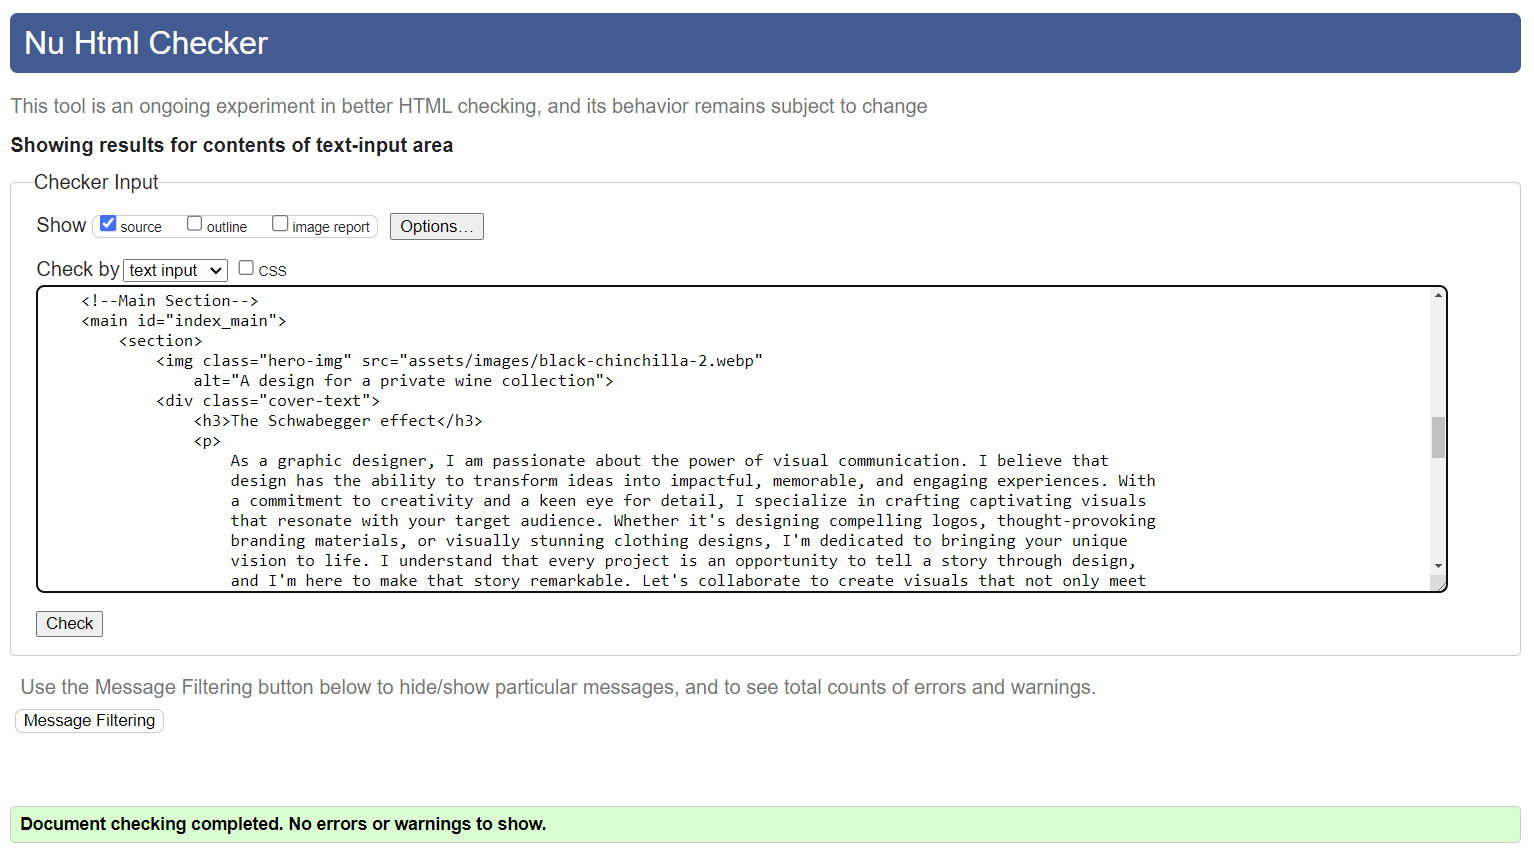 Nu Html Checker
This tool is an ongoing experiment in better HTML checking, and its behavior remains subject to change
Showing results for contents of text-input area
Checker Input
Show source outline image report Options...
Check by text input CSS
<!--Main Section-->
<main id="index_main">
<section>
<img class="hero-img" src="assets/images/black-chinchilla-2.webp"
alt="A design for a private wine collection">
<div class="cover-text">
<h3>The Schwabegger effect</h3>
<p>
As a graphic designer, I am passionate about the power of visual communication. I believe that
design has the ability to transform ideas into impactful, memorable, and engaging experiences. With
a commitment to creativity and a keen eye for detail, I specialize in crafting captivating visuals
that resonate with your target audience. Whether it's designing compelling logos, thought-provoking
branding materials, or visually stunning clothing designs, I'm dedicated to bringing your unique
vision to life. I understand that every project is an opportunity to tell a story through design,
and I'm here to make that story remarkable. Let's collaborate to create visuals that not only meet
Check
Use the Message Filtering button below to hide/show particular messages, and to see total counts of errors and warnings.
Message Filtering
Document checking completed. No errors or warnings to show.